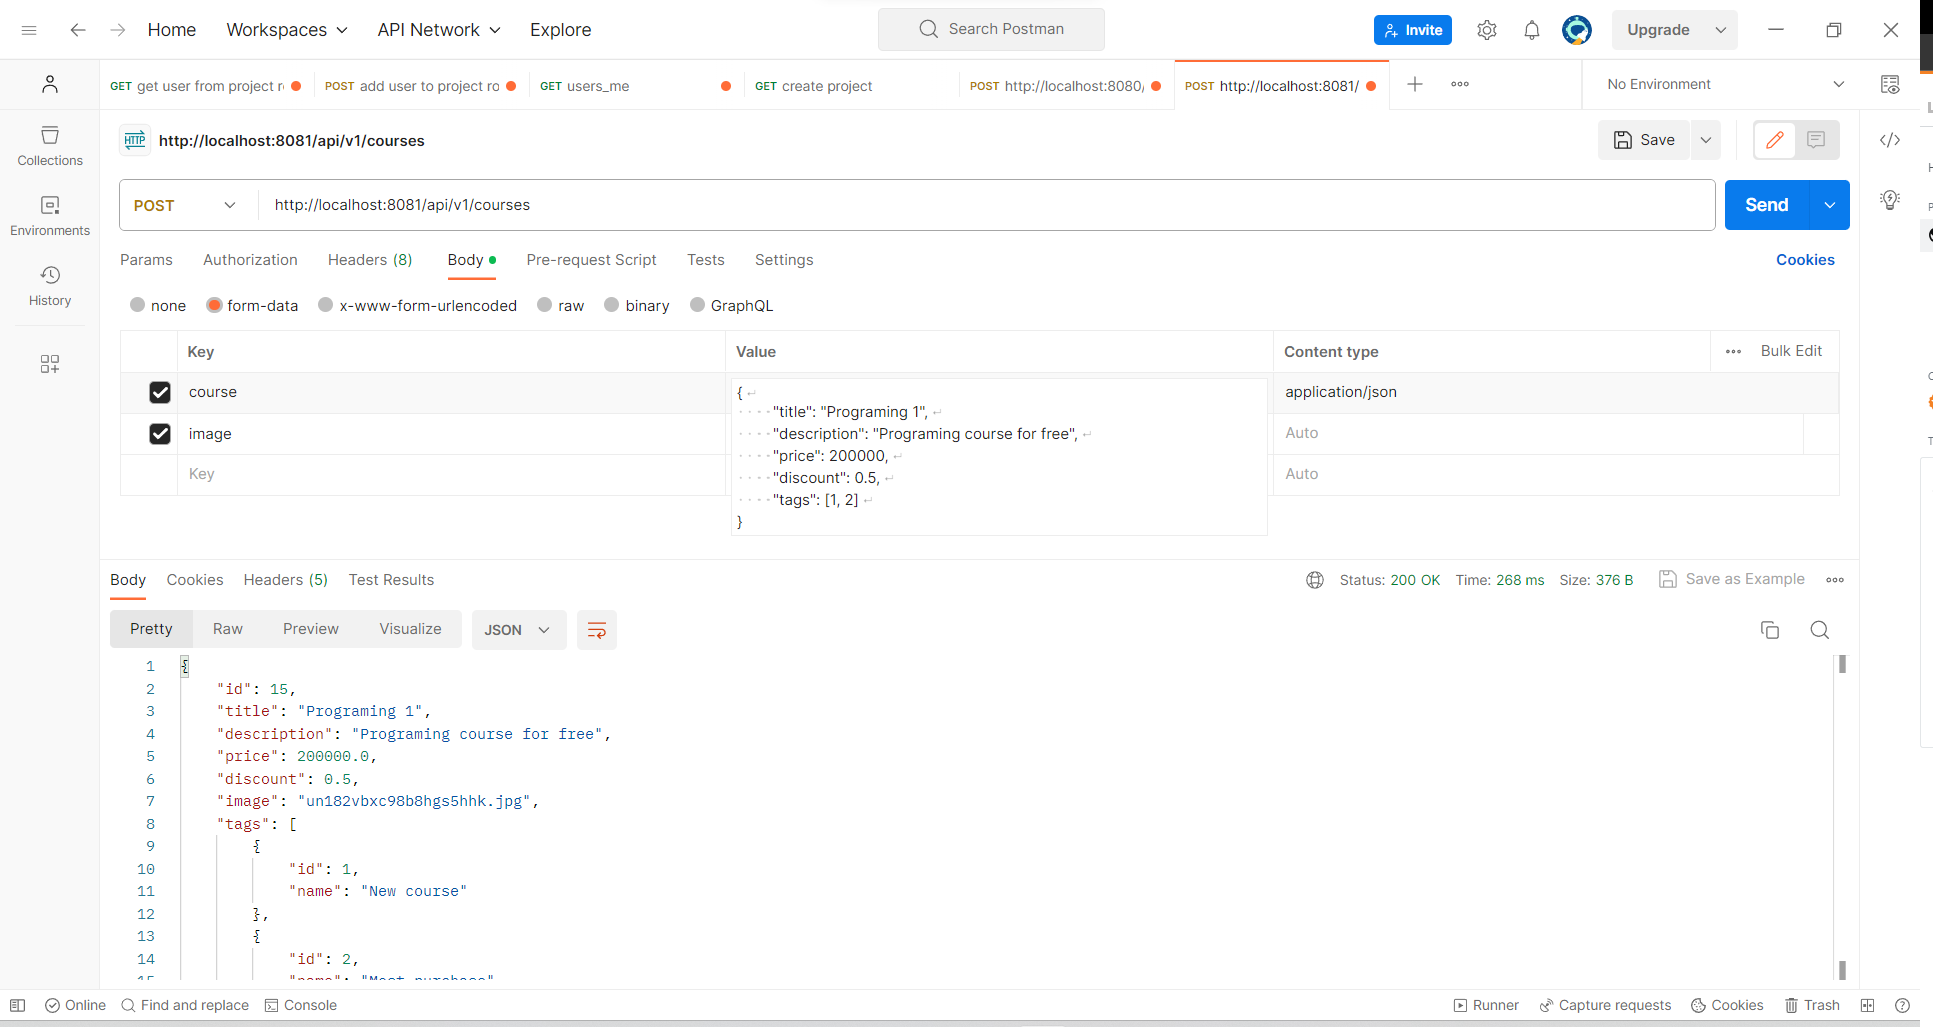 Home Workspaces API Network Explore Search Postman Invite Upgrade
GET get user from project r POST add user to project ro GET users_me GET create project POST http://localhost:8080/ POST http://localhost:8081/ No Environment
HTTP http://localhost:8081/api/v1/courses Save
Collections
Environments
History
POST http://localhost:8081/api/v1/courses Send
Params Authorization Headers (8) Body Pre-request Script Tests Settings Cookies
none form-data x-www-form-urlencoded raw binary GraphQL
Key Value Content type Bulk Edit
course { application/json
"title": "Programing 1",
image "description": "Programing course for free", Auto
"price": 200000,
Key "discount": 0.5, Auto
"tags": [1, 2]
}
Body Cookies Headers (5) Test Results Status: 200 OK Time: 268 ms Size: 376 B Save as Example
Pretty Raw Preview Visualize JSON
1 {
2 "id": 15,
3 "title": "Programing 1",
4 "description": "Programing course for free",
5 "price": 200000.0,
6 "discount": 0.5,
7 "image": "un182vbxc98b8hgs5hhk.jpg",
8 "tags": [
9 {
10 "id": 1,
11 "name": "New course"
12 },
13 {
14 "id": 2,
15 "name": "Most purchase"
Online Find and replace Console Runner Capture requests Cookies Trash